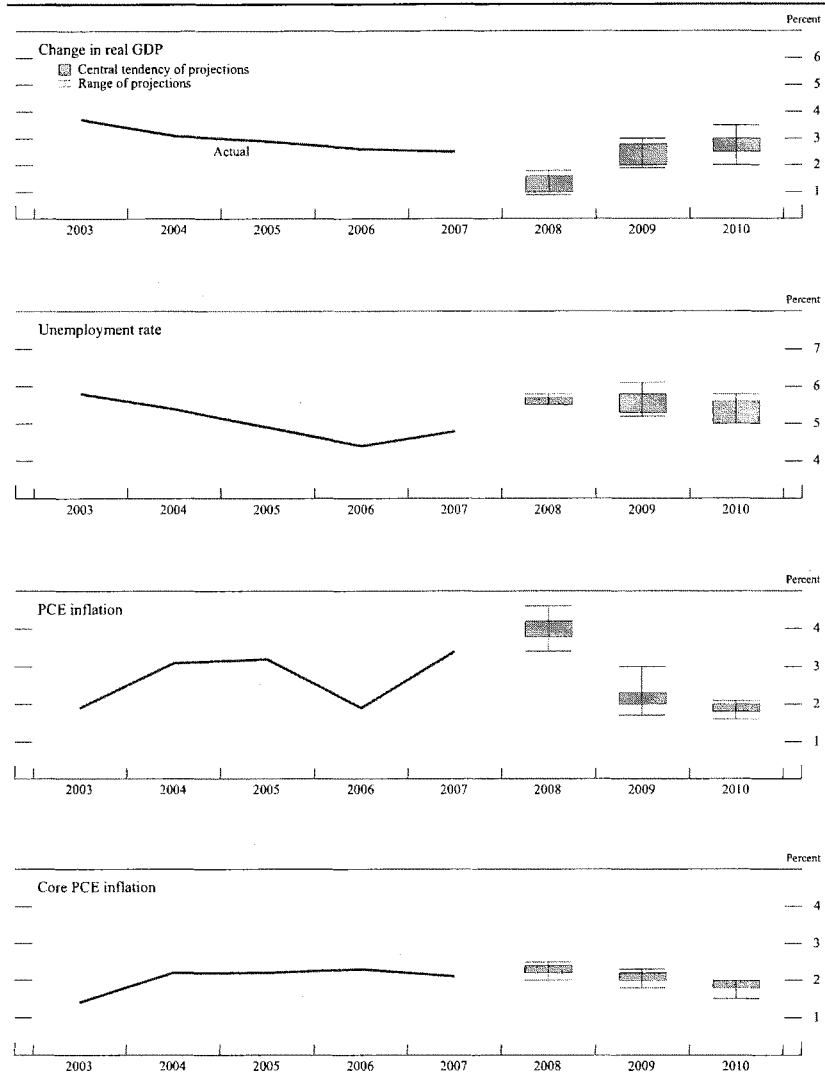 Percent
Change in real GDP
Central tendency of projections
Range of projections
Actual
6
5
4
3
2
1
2003 2004 2005 2006 2007 2008 2009 2010
Percent
Unemployment rate
7
6
5
4
2003 2004 2005 2006 2007 2008 2009 2010
Percent
PCE inflation
4
3
2
1
2003 2004 2005 2006 2007 2008 2009 2010
Percent
Core PCE inflation
4
3
2
1
2003 2004 2005 2006 2007 2008 2009 2010